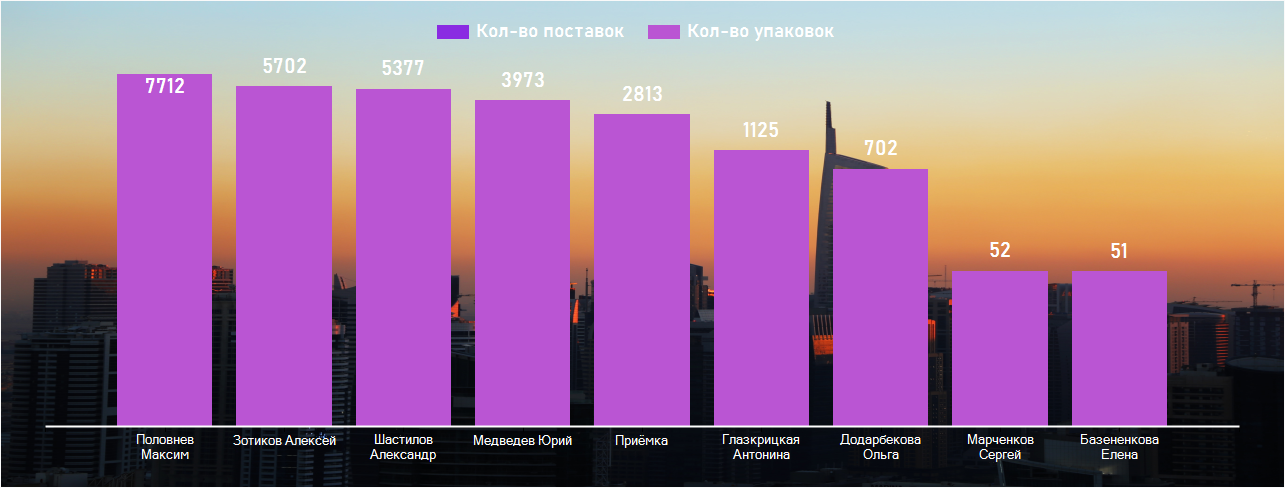 Кол-во поставок Кол-во упаковок
7712 5702 5377 3973 2813 1125 702 52 51
Половнев Максим
Зотиков Алексей
Шастилов Александр
Медведев Юрий
Приёмка
Глазкрицкая Антонина
Додарбекова Ольга
Марченков Сергей
Базененкова Елена